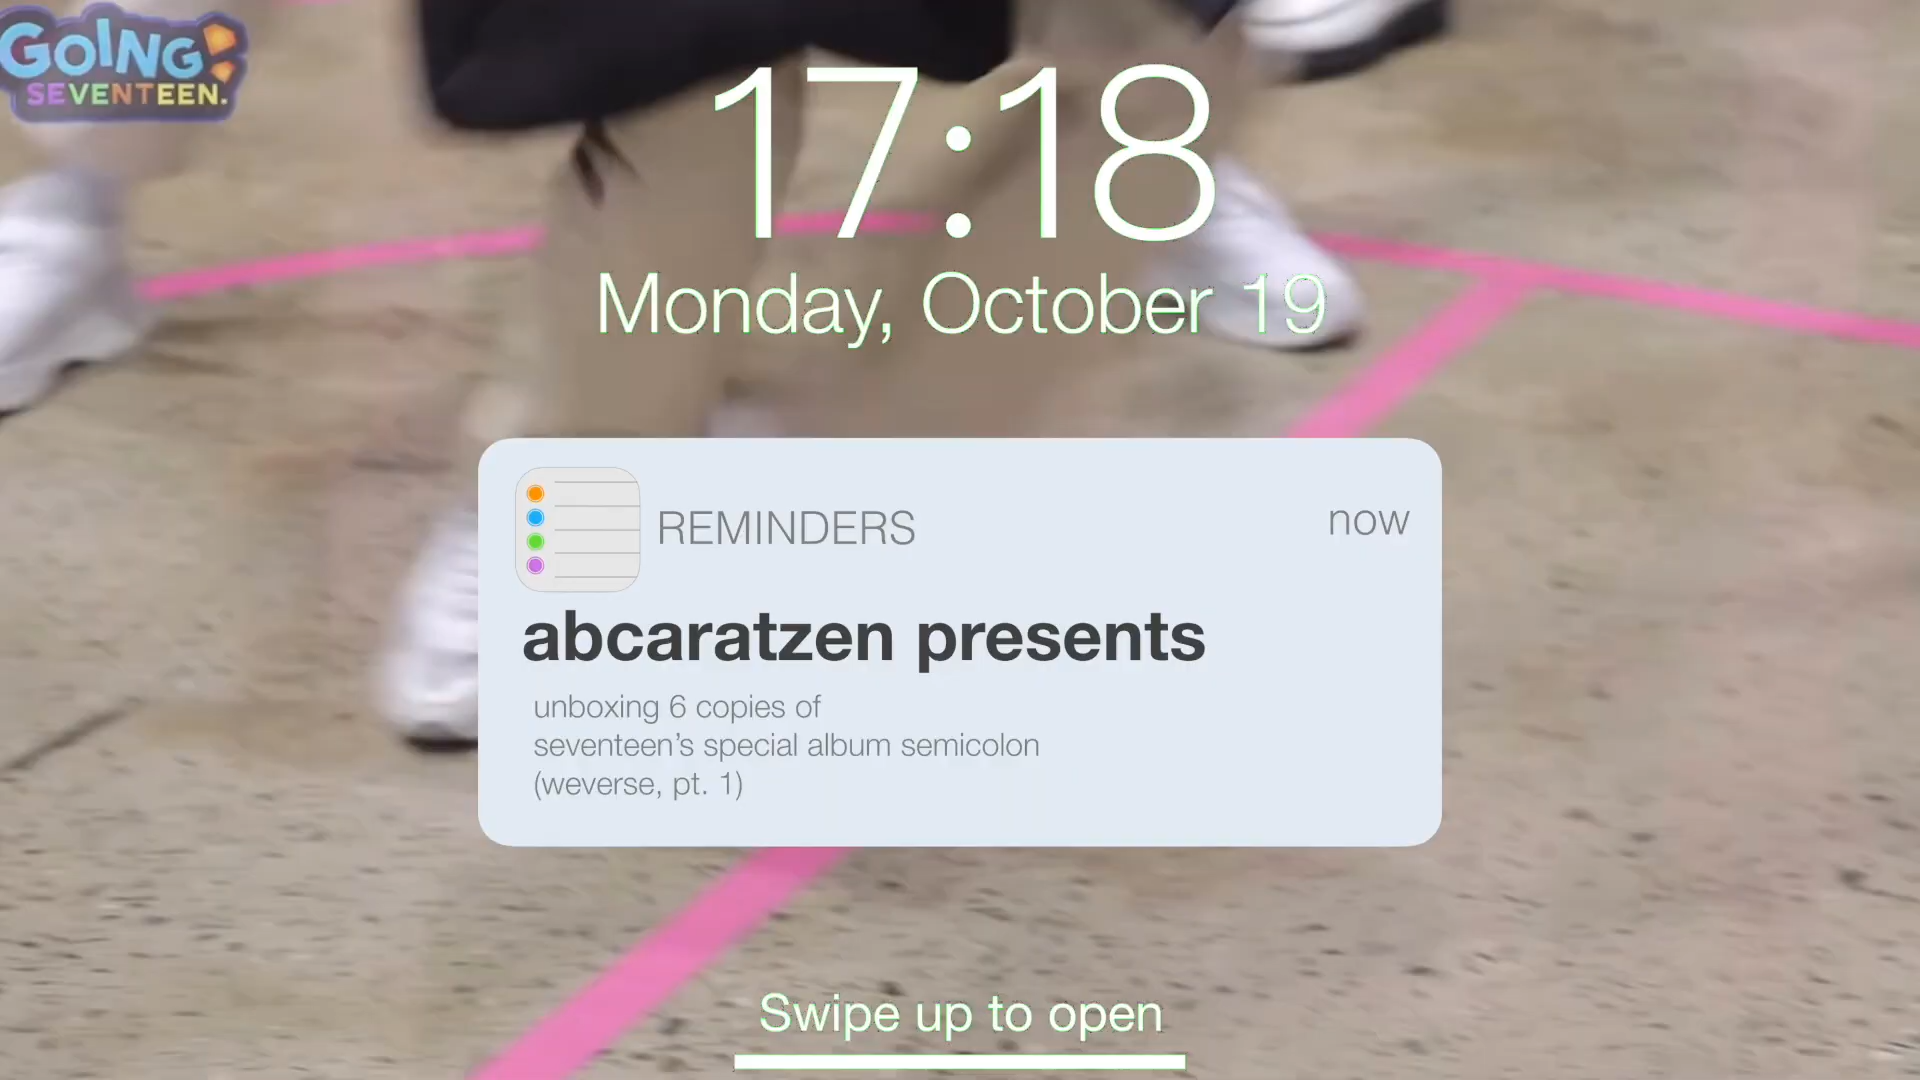 GOING
SEVENTEEN.
17:18
Monday, October 19
REMINDERS
now
abcaratzen presents
unboxing 6 copies of
seventeen's special album semicolon
(weverse, pt. 1)
Swipe up to open